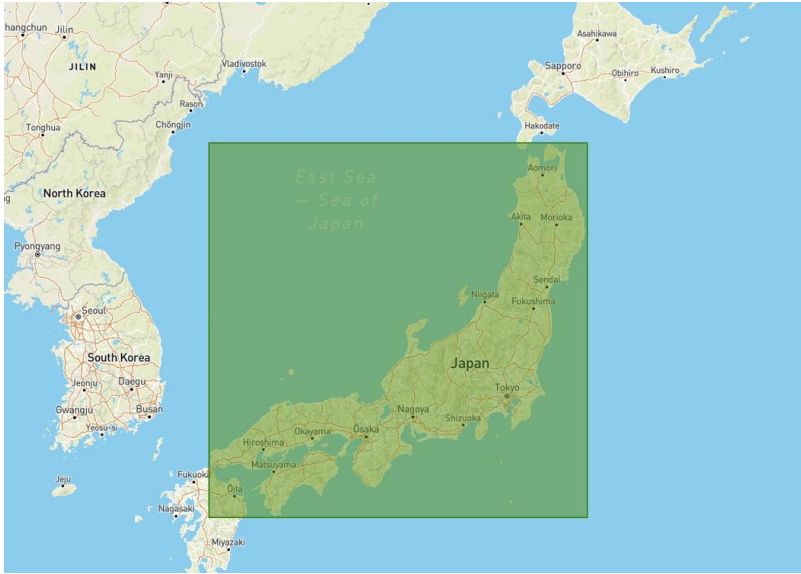 hangchun
Jilin
Asahikawa
JILIN
Vladivostok
Sapporo
Obihiro
Kushiro
Yanji
Rason
Tonghua
Chŏngjin
Hakodate
Aomori
East Sea
— Sea of
Japan
North Korea
ng
Akita
Morioka
Pyongyang
Sendai
Niigata
Fukushima
Seoul
South Korea
Japan
Jeonju
Daegu
Tokyo
Gwangju
Busan
Nagoya
Shizuoka
Yeosu-si
Okayama
Ōsaka
Hiroshima
Matsuyama
Jeju
Fukuoka
Ōita
Nagasaki
Miyazaki